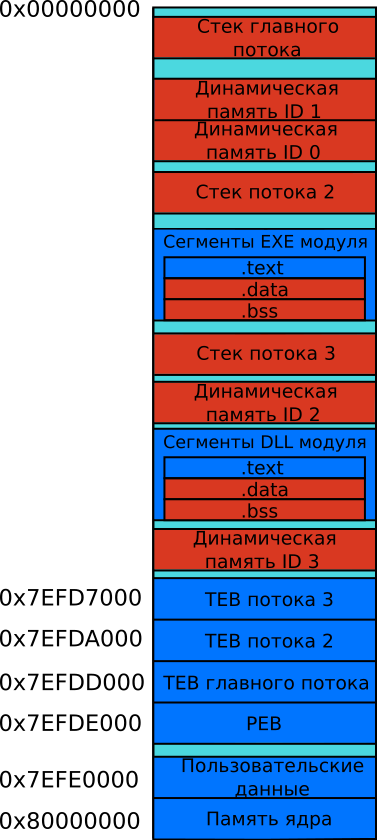 0x00000000
Стек главного
потока
Динамическая
память ID 1
Динамическая
память ID 0
Стек потока 2
Сегменты EXE модуля
.text
.data
.bss
Стек потока 3
Динамическая
память ID 2
Сегменты DLL модуля
.text
.data
.bss
Динамическая
память ID 3
0x7EFD7000 TEB потока 3
0x7EFDA000 TEB потока 2
0x7EFDD000 TEB главного потока
0x7EFDE000 PEB
Пользовательские
0x7EFE0000 данные
0x80000000 Память ядра